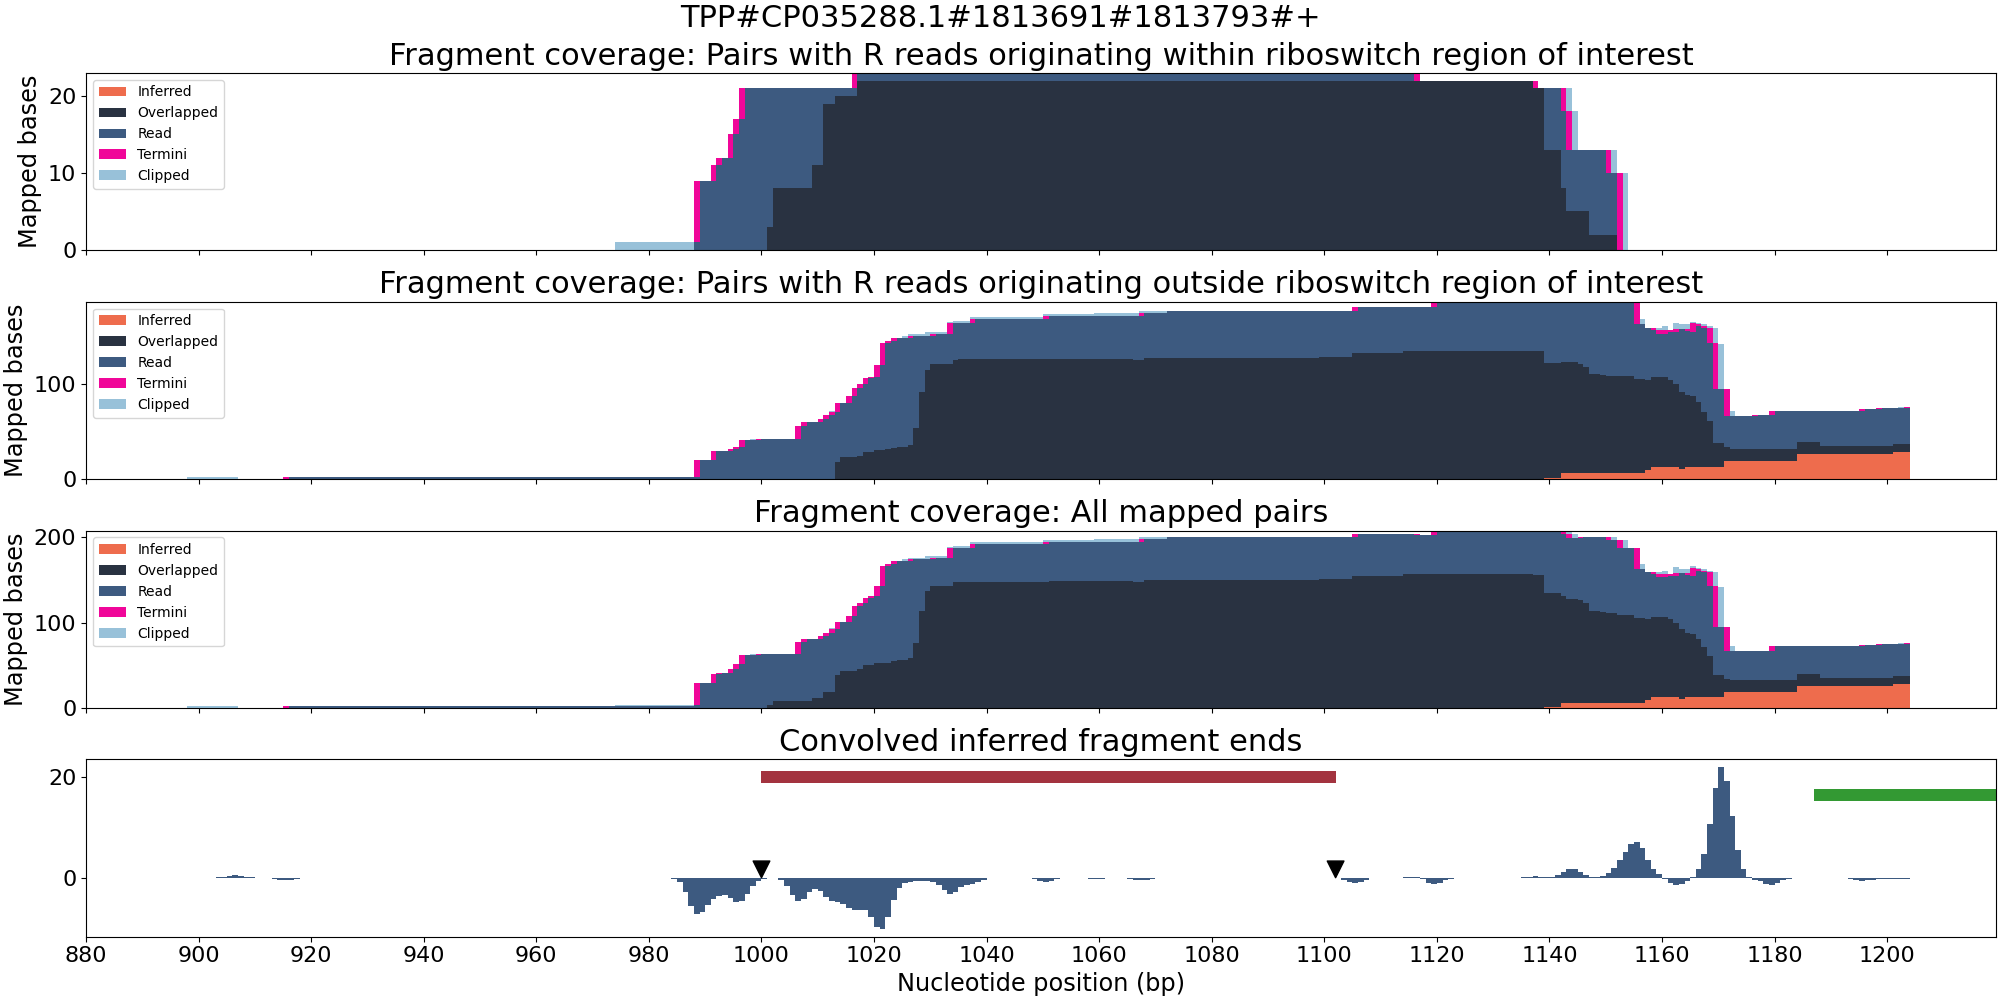 TPP#CP035288.1#1813691#1813793#+
Fragment coverage: Pairs with R reads originating within riboswitch region of interest
Mapped bases
20
10
0
Inferred
Overlapped
Read
Termini
Clipped
Fragment coverage: Pairs with R reads originating outside riboswitch region of interest
Mapped bases
100
0
Inferred
Overlapped
Read
Termini
Clipped
Fragment coverage: All mapped pairs
Mapped bases
200
100
0
Inferred
Overlapped
Read
Termini
Clipped
Convolved inferred fragment ends
20
0
880 900 920 940 960 980 1000 1020 1040 1060 1080 1100 1120 1140 1160 1180 1200
Nucleotide position (bp)